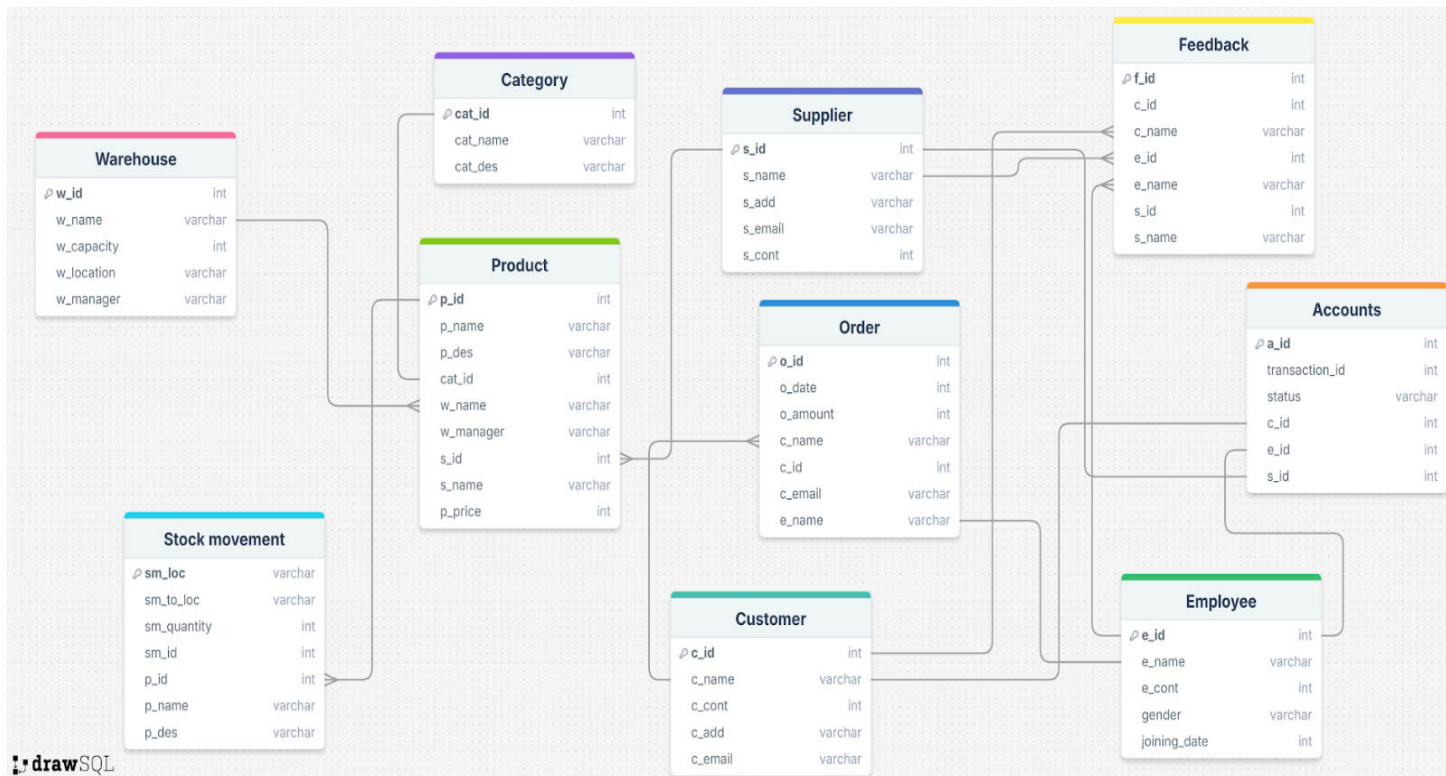 Category
cat_id int
cat_name varchar
cat_des varchar
Warehouse
w_id int
w_name varchar
w_capacity int
w_location varchar
w_manager varchar
Product
p_id int
p_name varchar
p_des varchar
cat_id int
w_name varchar
w_manager varchar
s_id int
s_name varchar
p_price int
Stock movement
sm_loc varchar
sm_to_loc varchar
sm_quantity int
sm_id int
p_id int
p_name varchar
p_des varchar
Supplier
s_id int
s_name varchar
s_add varchar
s_email varchar
s_cont int
Order
o_id int
o_date int
o_amount int
c_name varchar
c_id int
c_email varchar
e_name varchar
Customer
c_id int
c_name varchar
c_cont int
c_add varchar
c_email varchar
Feedback
f_id int
c_id int
c_name varchar
e_id int
e_name varchar
s_id int
s_name varchar
Accounts
a_id int
transaction_id int
status varchar
c_id int
e_id int
s_id int
Employee
e_id int
e_name varchar
e_cont int
gender varchar
joining_date int
drawSQL